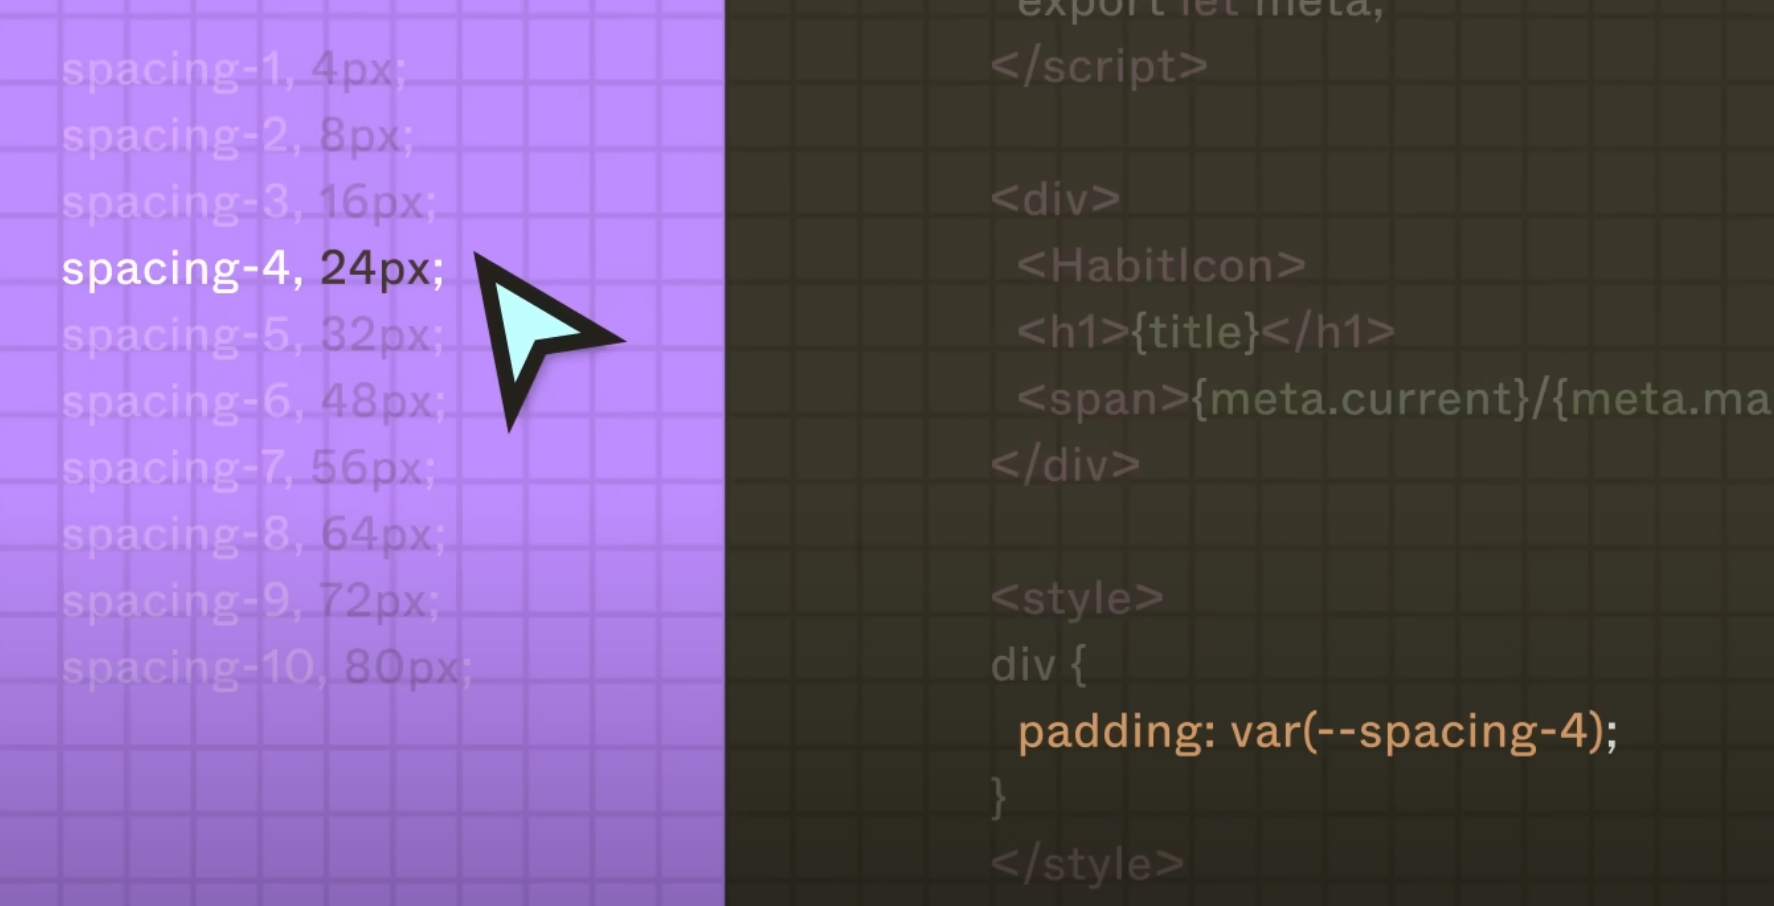 spacing-1, 4px;
spacing-2, 8px;
spacing-3, 16px;
spacing-4, 24px;
spacing-5, 32px;
spacing-6, 48px;
spacing-7, 56px;
spacing-8, 64px;
spacing-9, 72px;
spacing-10, 80px;
export let meta;
</script>
<div>
<HabitIcon>
<h1>{title}</h1>
<span>{meta.current}/{meta.ma
</div>
<style>
div {
padding: var(--spacing-4);
}
</style>